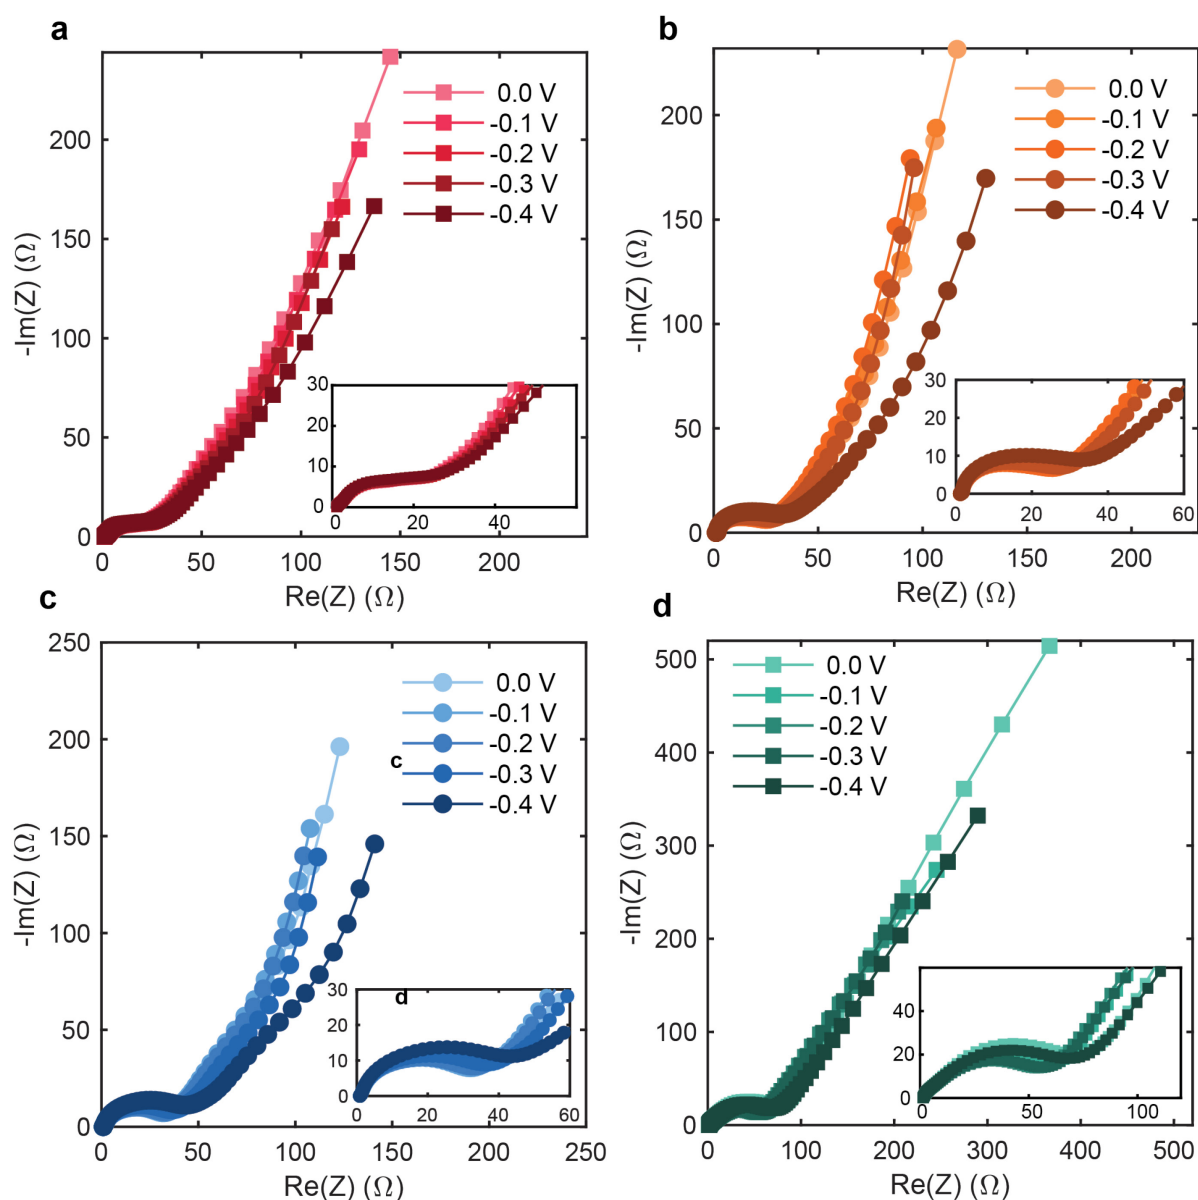 a
200
150
100
50
0
-Im(Z) (Ω)
0 50 100 150 200
Re(Z) (Ω)
0.0 V
-0.1 V
-0.2 V
-0.3 V
-0.4 V
30
20
10
0
0 20 40
b
200
150
100
50
0
-Im(Z) (Ω)
0 50 100 150 200
Re(Z) (Ω)
0.0 V
-0.1 V
-0.2 V
-0.3 V
-0.4 V
30
20
10
0
0 20 40 60
c
250
200
150
100
50
0
-Im(Z) (Ω)
0 50 100 150 200 250
Re(Z) (Ω)
0.0 V
-0.1 V
-0.2 V
c
-0.3 V
-0.4 V
d
30
20
10
0
0 20 40 60
d
500
400
300
200
100
0
-Im(Z) (Ω)
0 100 200 300 400 500
Re(Z) (Ω)
0.0 V
-0.1 V
-0.2 V
-0.3 V
-0.4 V
40
20
0
0 50 100